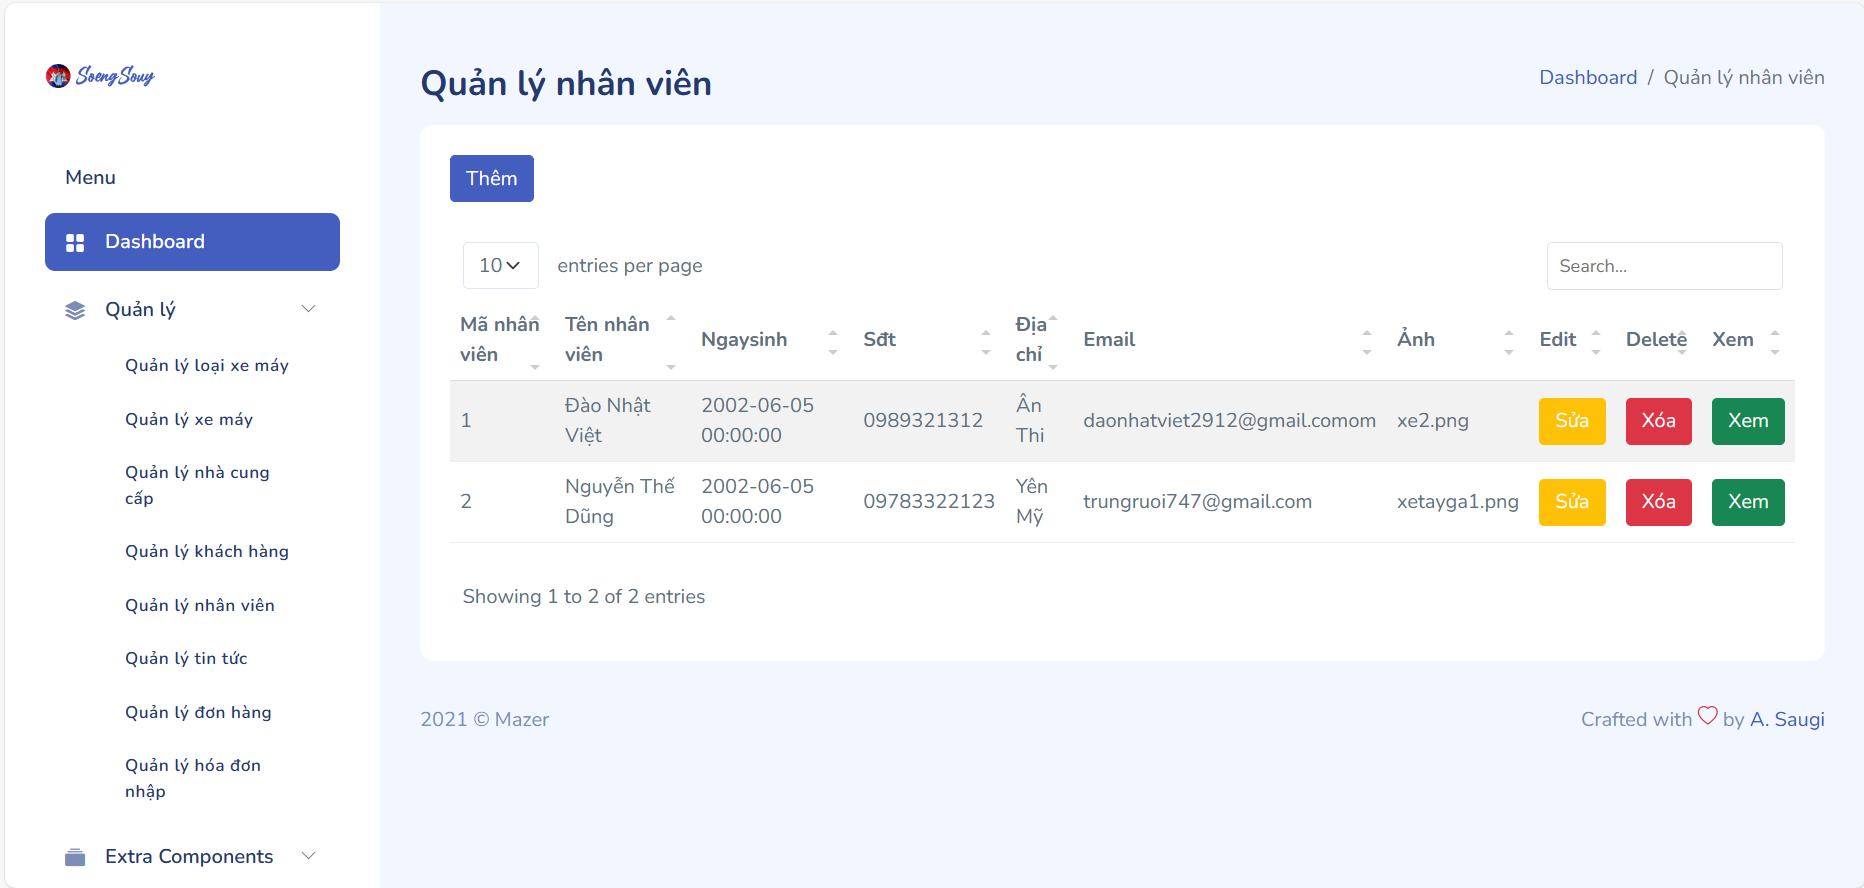 SoengSouy
Menu
Dashboard
Quản lý
Quản lý loại xe máy
Quản lý xe máy
Quản lý nhà cung
cấp
Quản lý khách hàng
Quản lý nhân viên
Quản lý tin tức
Quản lý đơn hàng
Quản lý hóa đơn
nhập
Extra Components
Quản lý nhân viên
Dashboard / Quản lý nhân viên
Thêm
10 entries per page
Search...
Mã nhân viên Tên nhân viên Ngaysinh Sđt Địa chỉ Email Ảnh Edit Delete Xem
1 Đào Nhật Việt 2002-06-05 00:00:00 0989321312 Ân Thi daonhatviet2912@gmail.comom xe2.png Sửa Xóa Xem
2 Nguyễn Thế Dũng 2002-06-05 00:00:00 09783322123 Yên Mỹ trungruoi747@gmail.com xetayga1.png Sửa Xóa Xem
Showing 1 to 2 of 2 entries
2021 © Mazer
Crafted with by A. Saugi